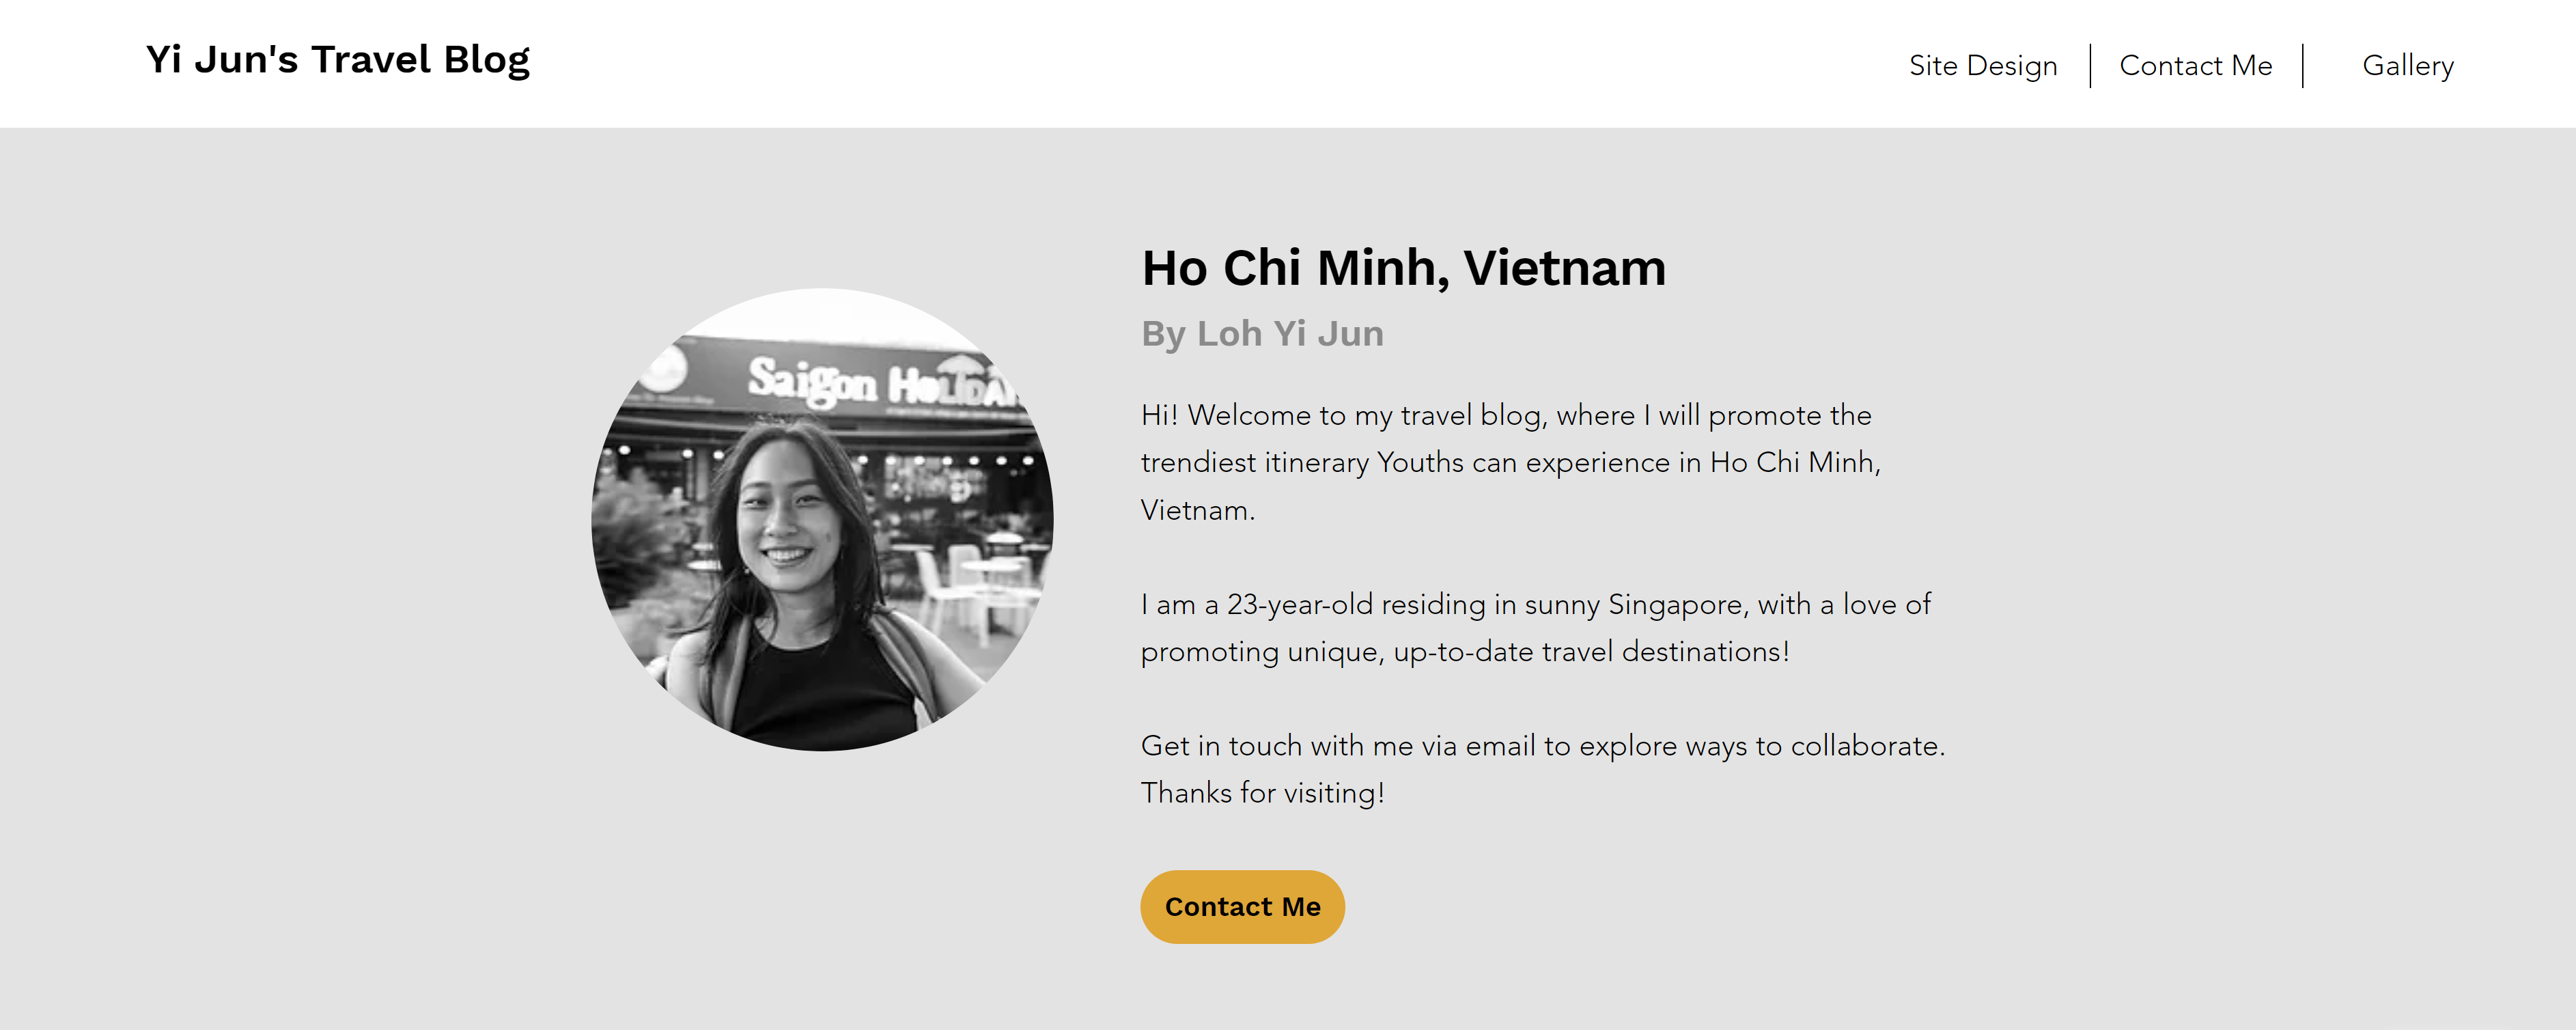 Yi Jun's Travel Blog
Site Design
Contact Me
Gallery
Saigon HoLiDAY
Ho Chi Minh, Vietnam
By Loh Yi Jun
Hi! Welcome to my travel blog, where I will promote the
trendiest itinerary Youths can experience in Ho Chi Minh,
Vietnam.
I am a 23-year-old residing in sunny Singapore, with a love of
promoting unique, up-to-date travel destinations!
Get in touch with me via email to explore ways to collaborate.
Thanks for visiting!
Contact Me